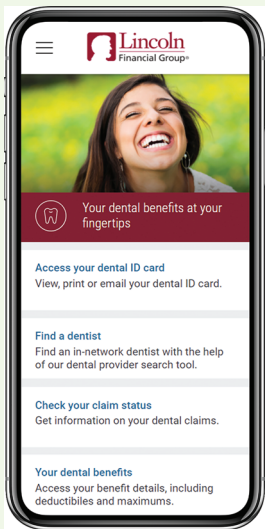 Lincoln
Financial Group®
Your dental benefits at your
fingertips
Access your dental ID card
View, print or email your dental ID card.
Find a dentist
Find an in-network dentist with the help
of our dental provider search tool.
Check your claim status
Get information on your dental claims.
Your dental benefits
Access your benefit details, including
deductibiles and maximums.